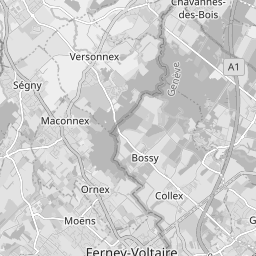 Chavannes-
des-Bois
Versonnex
A1
Genève
Ségny
Maconnex
Bossy
Ornex
Collex
Moëns
Ferney-Voltaire